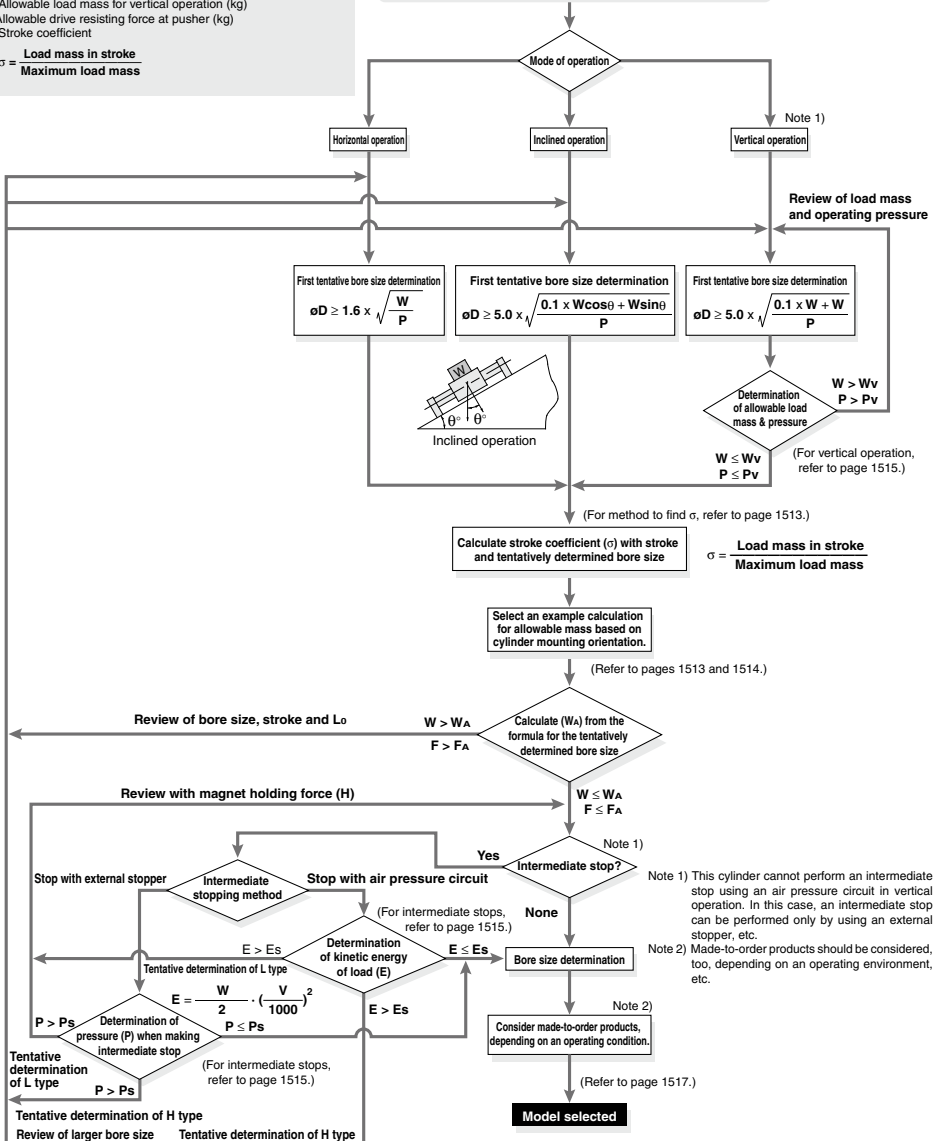 Allowable load mass for vertical operation (kg)
Allowable drive resisting force at pusher (kg)
Stroke coefficient
σ = Load mass in stroke
Maximum load mass
Mode of operation
Note 1)
Horizontal operation
Inclined operation
Vertical operation
Review of load mass
and operating pressure
First tentative bore size determination
øD ≥ 1.6 x √ W
P
First tentative bore size determination
øD ≥ 5.0 x √ 0.1 x Wcosθ + Wsinθ
P
First tentative bore size determination
øD ≥ 5.0 x √ 0.1 x W + W
P
W
θ° θ°
Inclined operation
Determination
of allowable load
mass & pressure
W > Wv
P > Pv
(For vertical operation,
refer to page 1515.)
W ≤ Wv
P ≤ Pv
(For method to find σ, refer to page 1513.)
Calculate stroke coefficient (σ) with stroke
and tentatively determined bore size
σ = Load mass in stroke
Maximum load mass
Select an example calculation
for allowable mass based on
cylinder mounting orientation.
(Refer to pages 1513 and 1514.)
Review of bore size, stroke and L0
W > WA
F > FA
Calculate (WA) from the
formula for the tentatively
determined bore size
Review with magnet holding force (H)
W ≤ WA
F ≤ FA
Note 1)
Yes
Intermediate stop?
None
Stop with external stopper
Intermediate
stopping method
Stop with air pressure circuit
(For intermediate stops,
refer to page 1515.)
Note 1) This cylinder cannot perform an intermediate
stop using an air pressure circuit in vertical
operation. In this case, an intermediate stop
can be performed only by using an external
stopper, etc.
Note 2) Made-to-order products should be considered,
too, depending on an operating environment,
etc.
E > Es
Tentative determination of L type
Determination
of kinetic energy
of load (E)
E ≤ Es
Bore size determination
E = W
2 · ( V
1000 )2
E > Es
P > Ps
Determination of
pressure (P) when making
intermediate stop
P ≤ Ps
Note 2)
Consider made-to-order products,
depending on an operating condition.
Tentative
determination
of L type
(For intermediate stops,
refer to page 1515.)
P > Ps
(Refer to page 1517.)
Tentative determination of H type
Model selected
Review of larger bore size
Tentative determination of H type